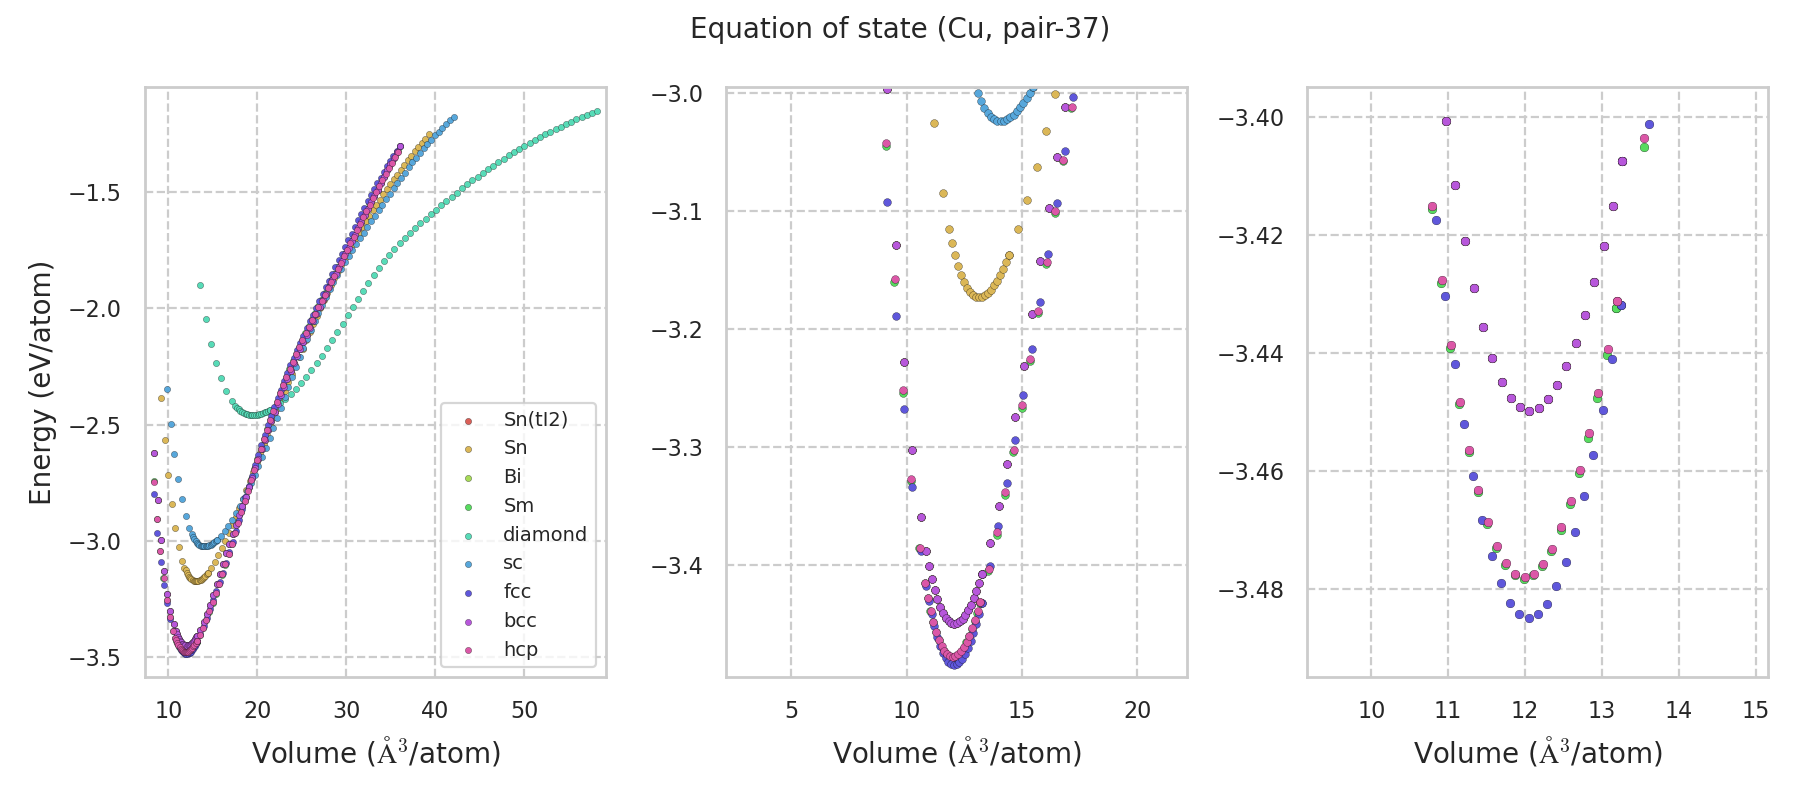 Equation of state (Cu, pair-37)
Energy (eV/atom)
−1.5
−2.0
−2.5
−3.0
−3.5
10 20 30 40 50
Volume (Å³/atom)
Sn(tI2)
Sn
Bi
Sm
diamond
sc
fcc
bcc
hcp
−3.0
−3.1
−3.2
−3.3
−3.4
5 10 15 20
Volume (Å³/atom)
−3.40
−3.42
−3.44
−3.46
−3.48
10 11 12 13 14 15
Volume (Å³/atom)